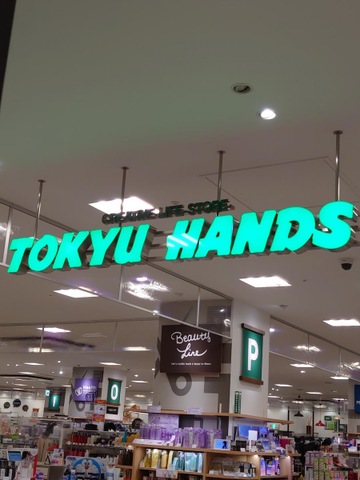 CREATIVE LIFE STORE
TOKYU HANDS
Beauty
Line
P
O